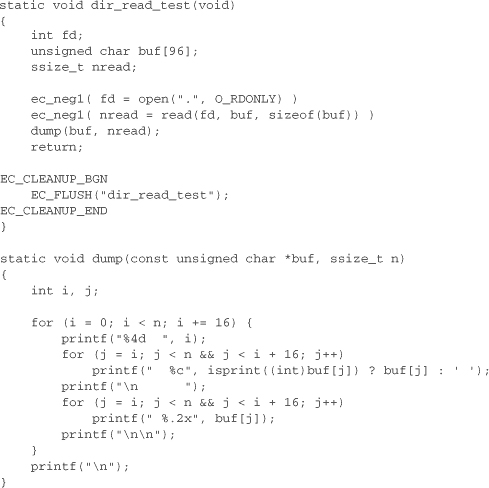 static void dir_read_test(void)
{
    int fd;
    unsigned char buf[96];
    ssize_t nread;

    ec_neg1( fd = open(".", O_RDONLY) )
    ec_neg1( nread = read(fd, buf, sizeof(buf)) )
    dump(buf, nread);
    return;

EC_CLEANUP_BGN
    EC_FLUSH("dir_read_test");
EC_CLEANUP_END
}

static void dump(const unsigned char *buf, ssize_t n)
{
    int i, j;

    for (i = 0; i < n; i += 16) {
        printf("%4d  ", i);
        for (j = i; j < n && j < i + 16; j++)
            printf("  %c", isprint((int)buf[j]) ? buf[j] : ' ');
        printf("\n      ");
        for (j = i; j < n && j < i + 16; j++)
            printf(" %.2x", buf[j]);
        printf("\n\n");
    }
    printf("\n");
}